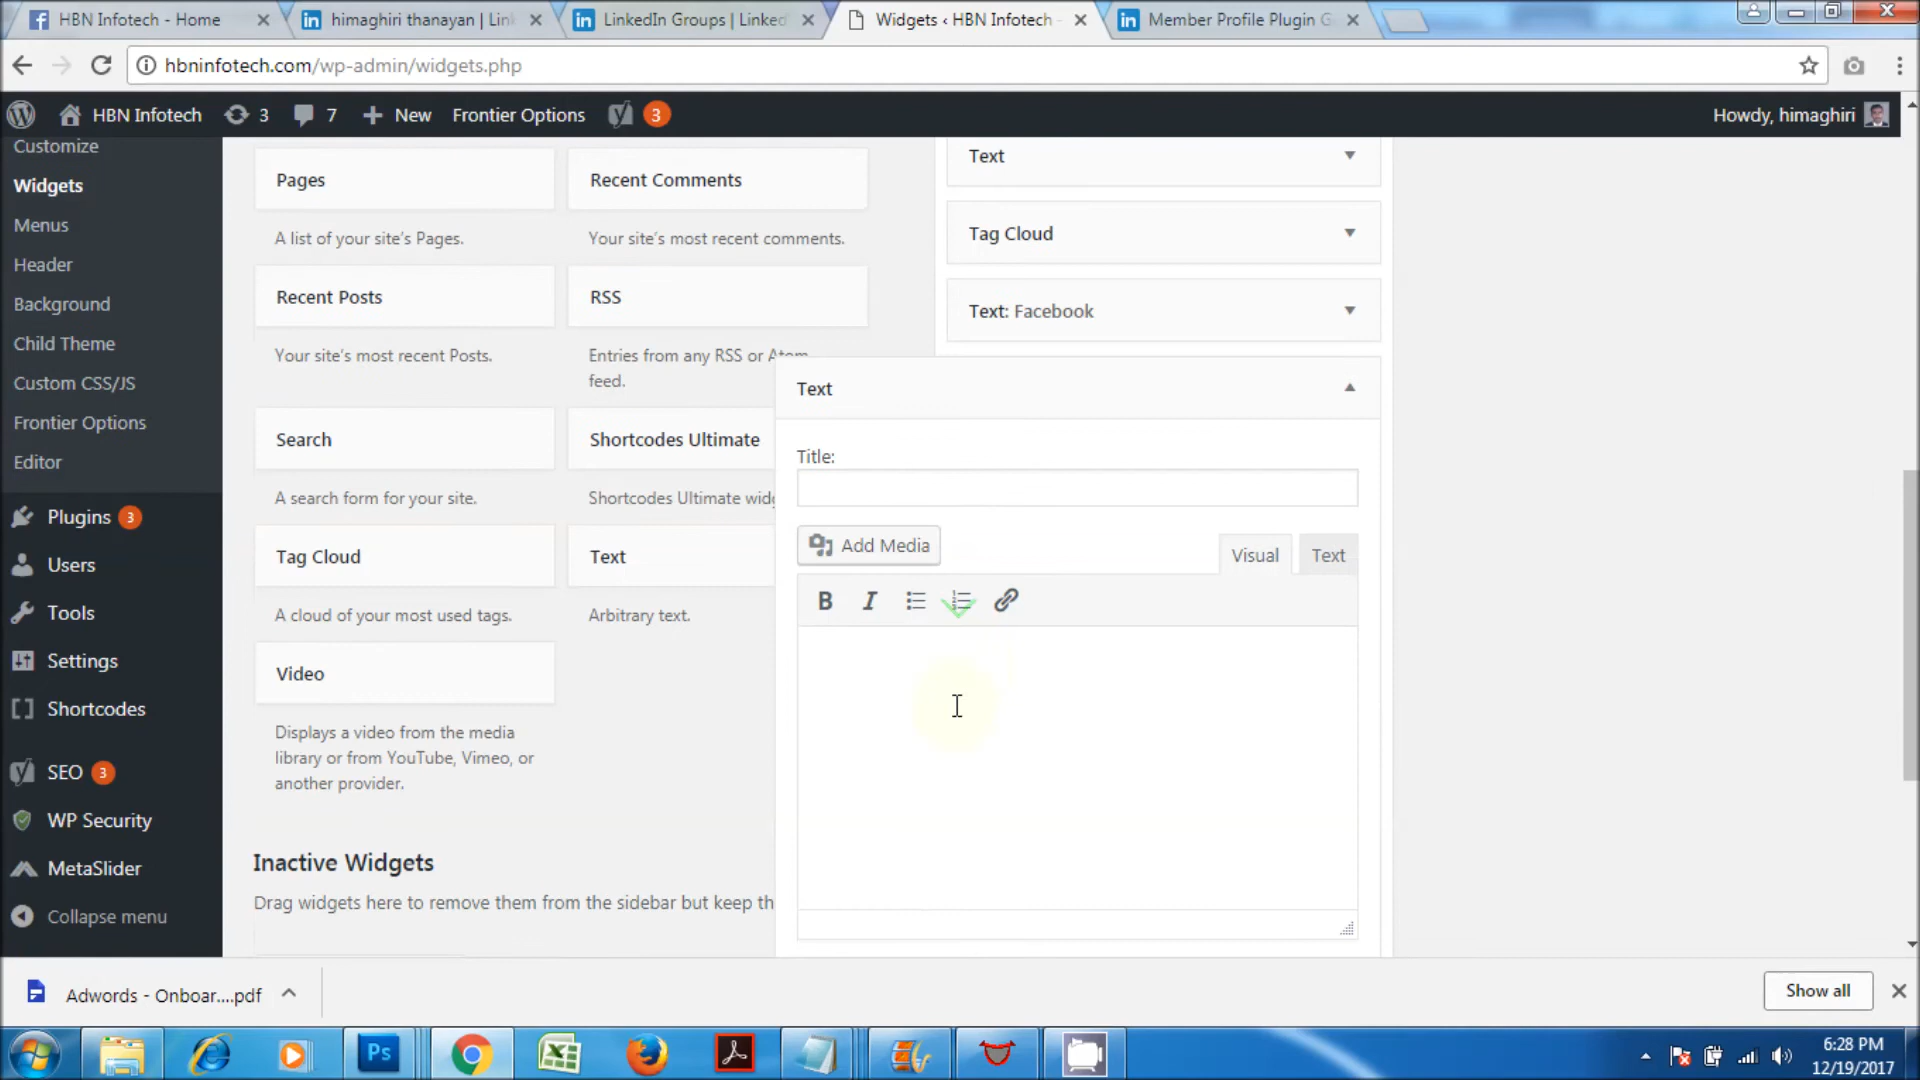 HBN Infotech - Home
himaghiri thanayan | Link
LinkedIn Groups | Linked
Widgets ‹ HBN Infotech -
Member Profile Plugin G
hbninfotech.com/wp-admin/widgets.php
HBN Infotech
3
7
New
Frontier Options
3
Howdy, himaghiri
Customize
Widgets
Menus
Header
Background
Child Theme
Custom CSS/JS
Frontier Options
Editor
Plugins 3
Users
Tools
Settings
Shortcodes
SEO 3
WP Security
MetaSlider
Collapse menu
Pages
A list of your site's Pages.
Recent Comments
Your site's most recent comments.
Recent Posts
Your site's most recent Posts.
RSS
Entries from any RSS or Atom
feed.
Search
A search form for your site.
Shortcodes Ultimate
Shortcodes Ultimate widg
Tag Cloud
A cloud of your most used tags.
Text
Arbitrary text.
Video
Displays a video from the media
library or from YouTube, Vimeo, or
another provider.
Inactive Widgets
Drag widgets here to remove them from the sidebar but keep th
Text
Tag Cloud
Text: Facebook
Text
Title:
Add Media
Visual
Text
B I
Adwords - Onboar....pdf
Show all
Ps
6:28 PM
12/19/2017